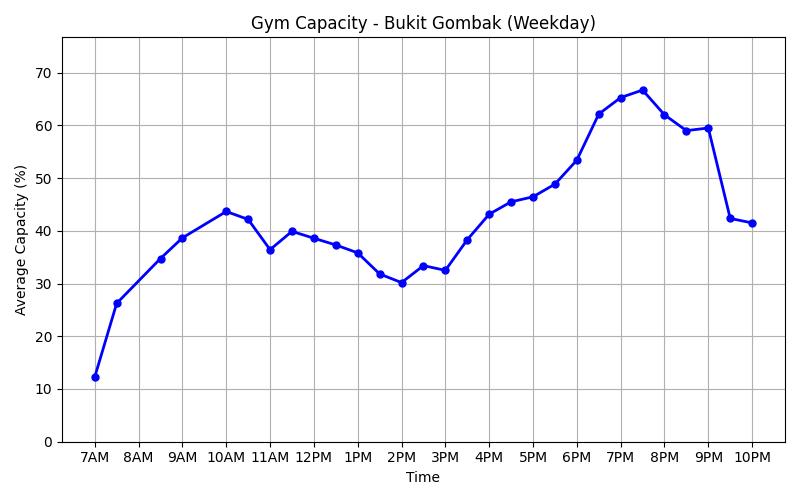 Gym Capacity - Bukit Gombak (Weekday)
Average Capacity (%)
70
60
50
40
30
20
10
0
7AM 8AM 9AM 10AM 11AM 12PM 1PM 2PM 3PM 4PM 5PM 6PM 7PM 8PM 9PM 10PM
Time